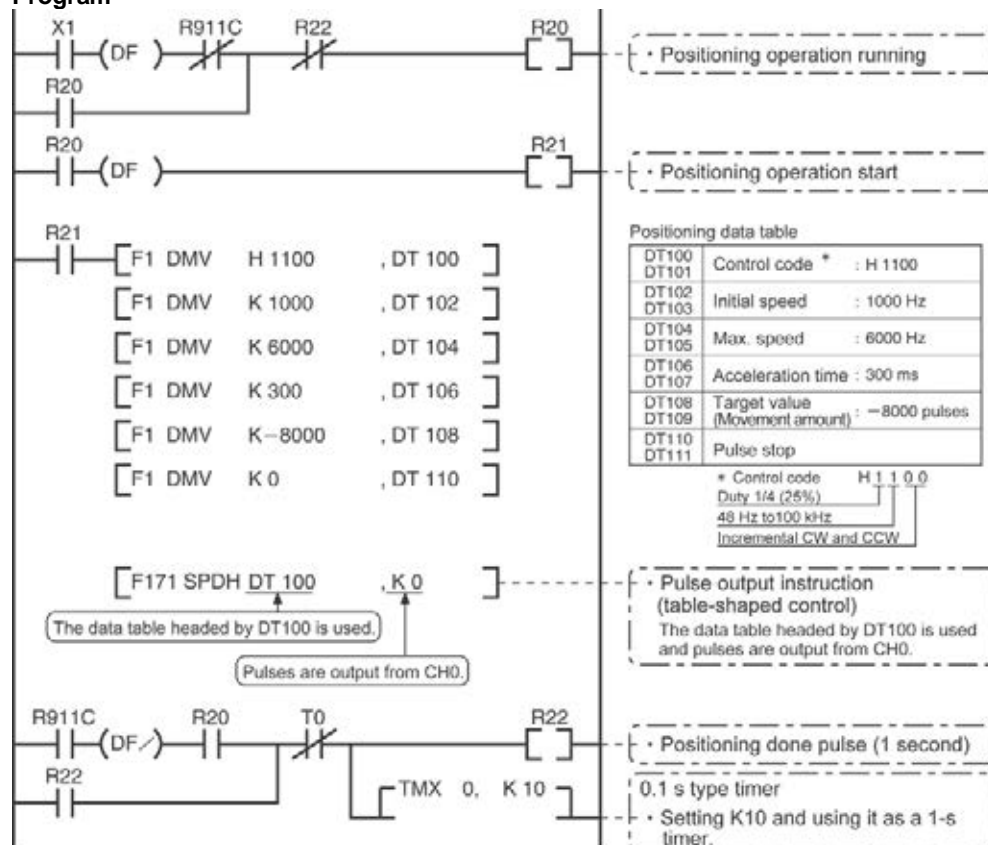 Program
X1 (DF ) R911C R22 R20 · Positioning operation running
R20
R20 (DF ) R21 · Positioning operation start
R21
F1 DMV H 1100 , DT 100
F1 DMV K 1000 , DT 102
F1 DMV K 6000 , DT 104
F1 DMV K 300 , DT 106
F1 DMV K−8000 , DT 108
F1 DMV K 0 , DT 110
Positioning data table
DT100
DT101 Control code * : H 1100
DT102
DT103 Initial speed : 1000 Hz
DT104
DT105 Max. speed : 6000 Hz
DT106
DT107 Acceleration time : 300 ms
DT108
DT109 Target value
(Movement amount) : −8000 pulses
DT110
DT111 Pulse stop
* Control code H 1 1 0 0
Duty 1/4 (25%)
48 Hz to100 kHz
Incremental CW and CCW
F171 SPDH DT 100 , K 0
The data table headed by DT100 is used.
Pulses are output from CH0.
· Pulse output instruction
(table-shaped control)
The data table headed by DT100 is used
and pulses are output from CH0.
R911C (DF/) R20 T0 R22 · Positioning done pulse (1 second)
R22
TMX 0, K 10
0.1 s type timer
· Setting K10 and using it as a 1-s
timer.